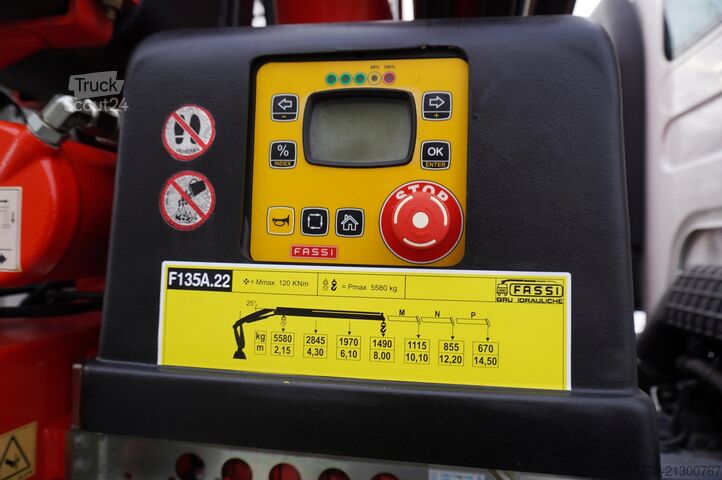 Truck
scout24
80% 100%
-
+
%
INDEX
OK
ENTER
STOP
FASSI
F135A.22
= Mmax 120 KNm
= Pmax 5580 kg
FASSI
GRU IDRAULICHE
25°
M N P
kg 5580 2845 1970 1490 1115 855 670
m 2,15 4,30 6,10 8,00 10,10 12,20 14,50